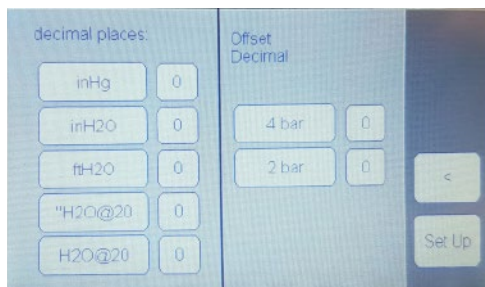 decimal places:
inHg 0
inH2O 0
ftH2O 0
"H2O@20 0
H2O@20 0
Offset
Decimal
4 bar 0
2 bar 0
<
Set Up